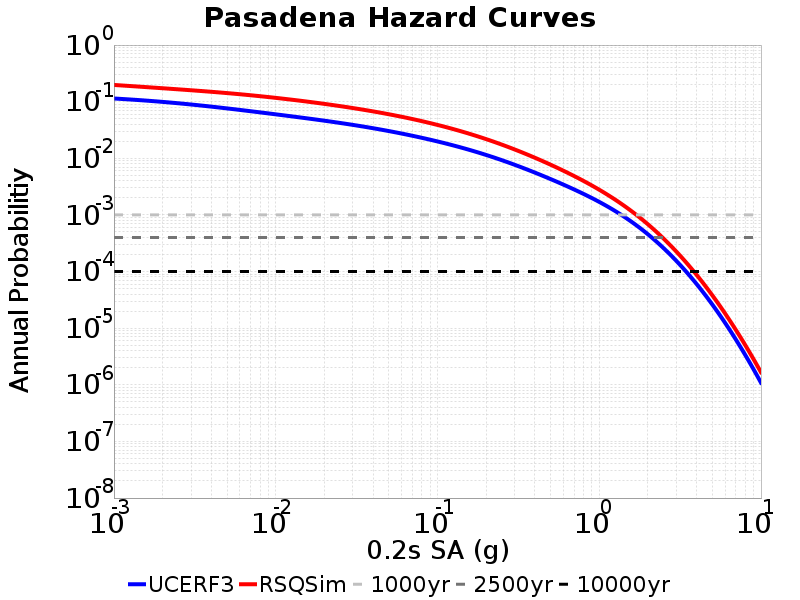 Pasadena Hazard Curves
10^0
10^-1
10^-2
10^-3
10^-4
10^-5
10^-6
10^-7
10^-8
Annual Probabilitiy
10^-3 10^-2 10^-1 10^0 10^1
0.2s SA (g)
UCERF3 RSQSim 1000yr 2500yr 10000yr